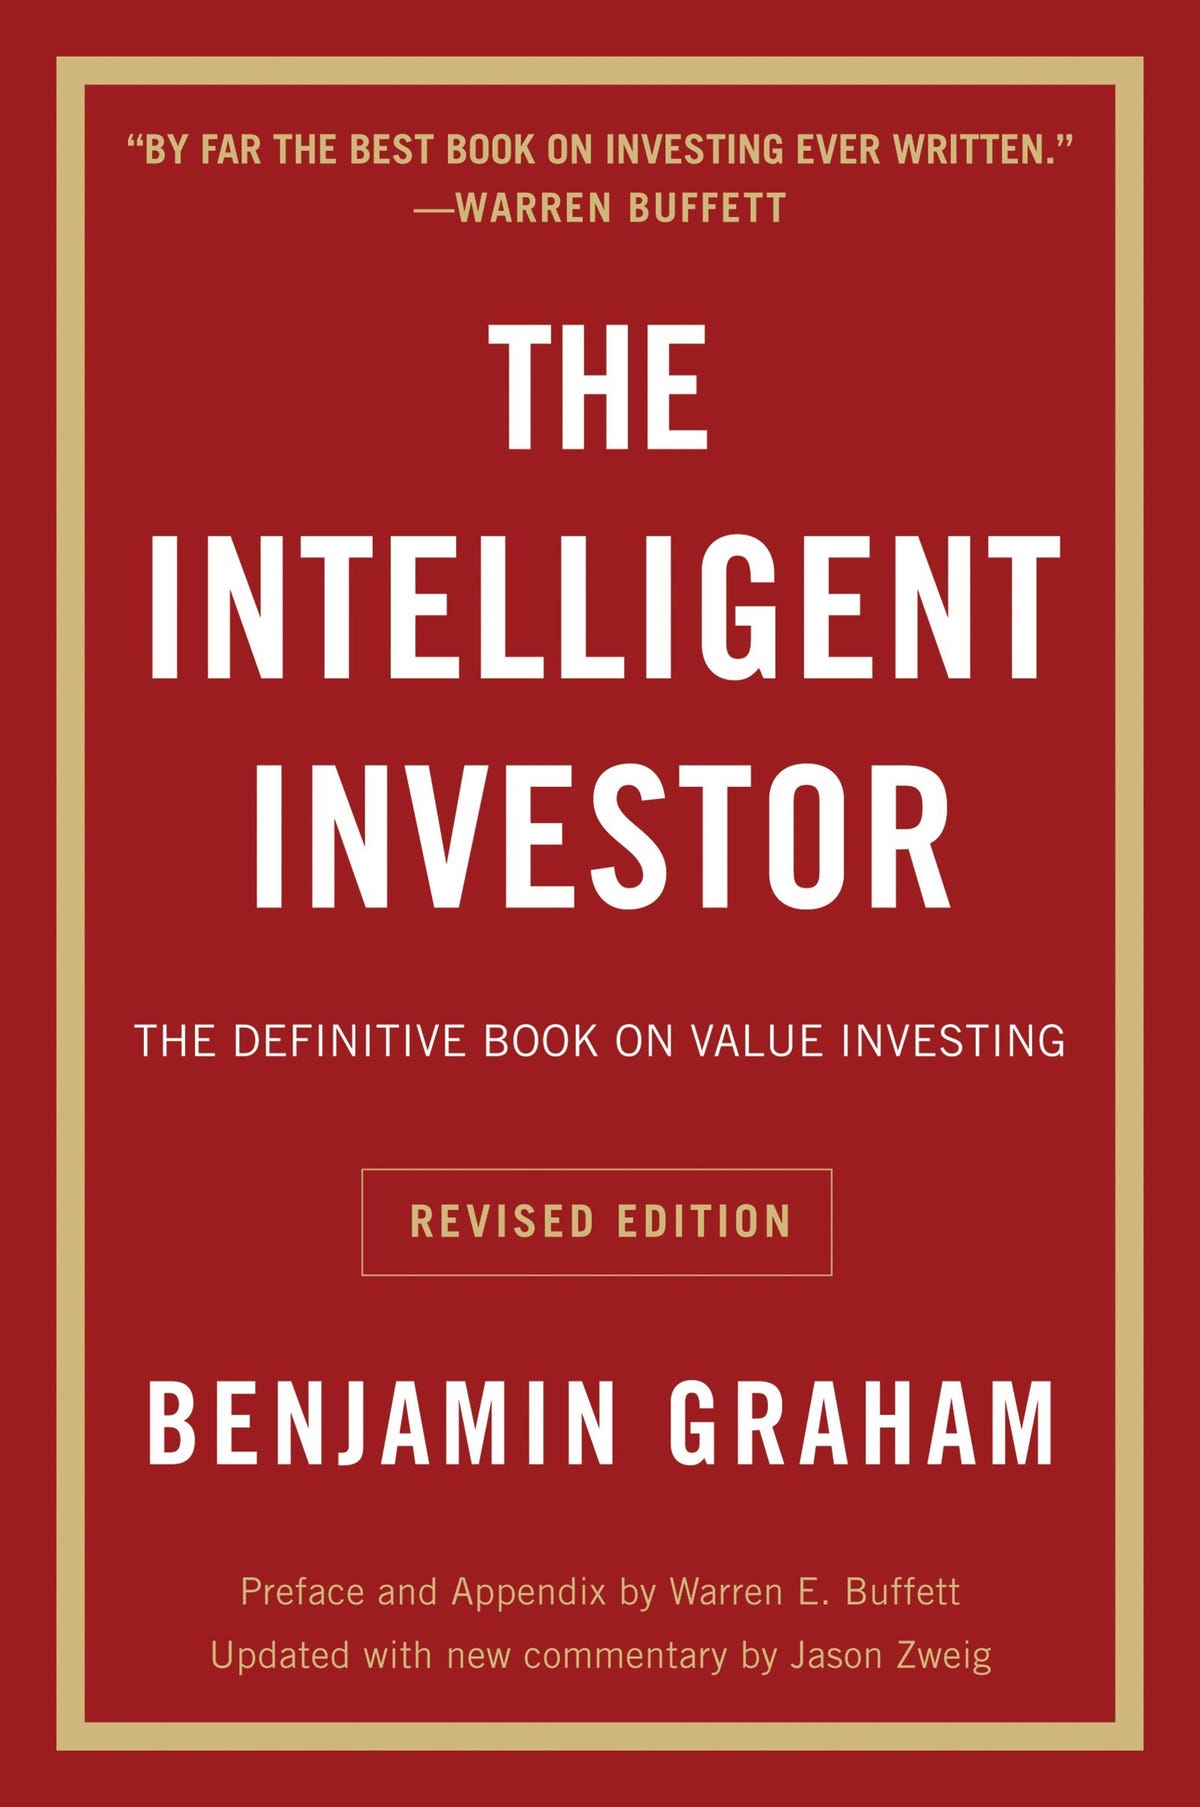 “BY FAR THE BEST BOOK ON INVESTING EVER WRITTEN.”
—WARREN BUFFETT
THE
INTELLIGENT
INVESTOR
THE DEFINITIVE BOOK ON VALUE INVESTING
REVISED EDITION
BENJAMIN GRAHAM
Preface and Appendix by Warren E. Buffett
Updated with new commentary by Jason Zweig